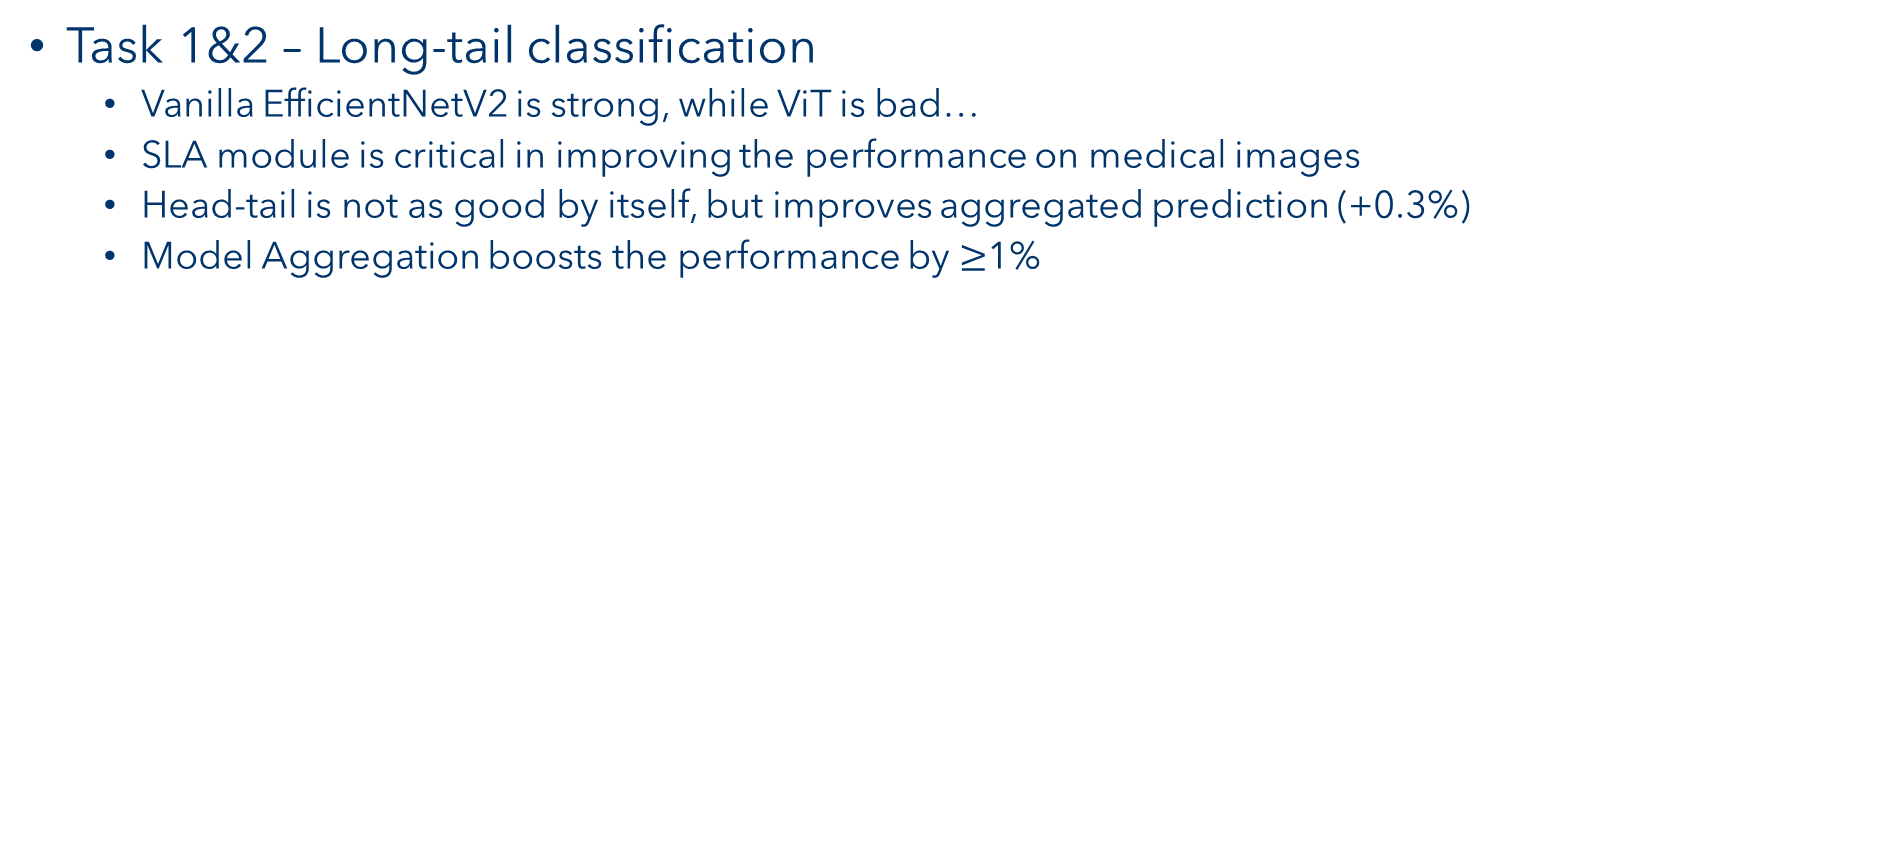 • Task 1&2 – Long-tail classification
• Vanilla EfficientNetV2 is strong, while ViT is bad…
• SLA module is critical in improving the performance on medical images
• Head-tail is not as good by itself, but improves aggregated prediction (+0.3%)
• Model Aggregation boosts the performance by ≥1%